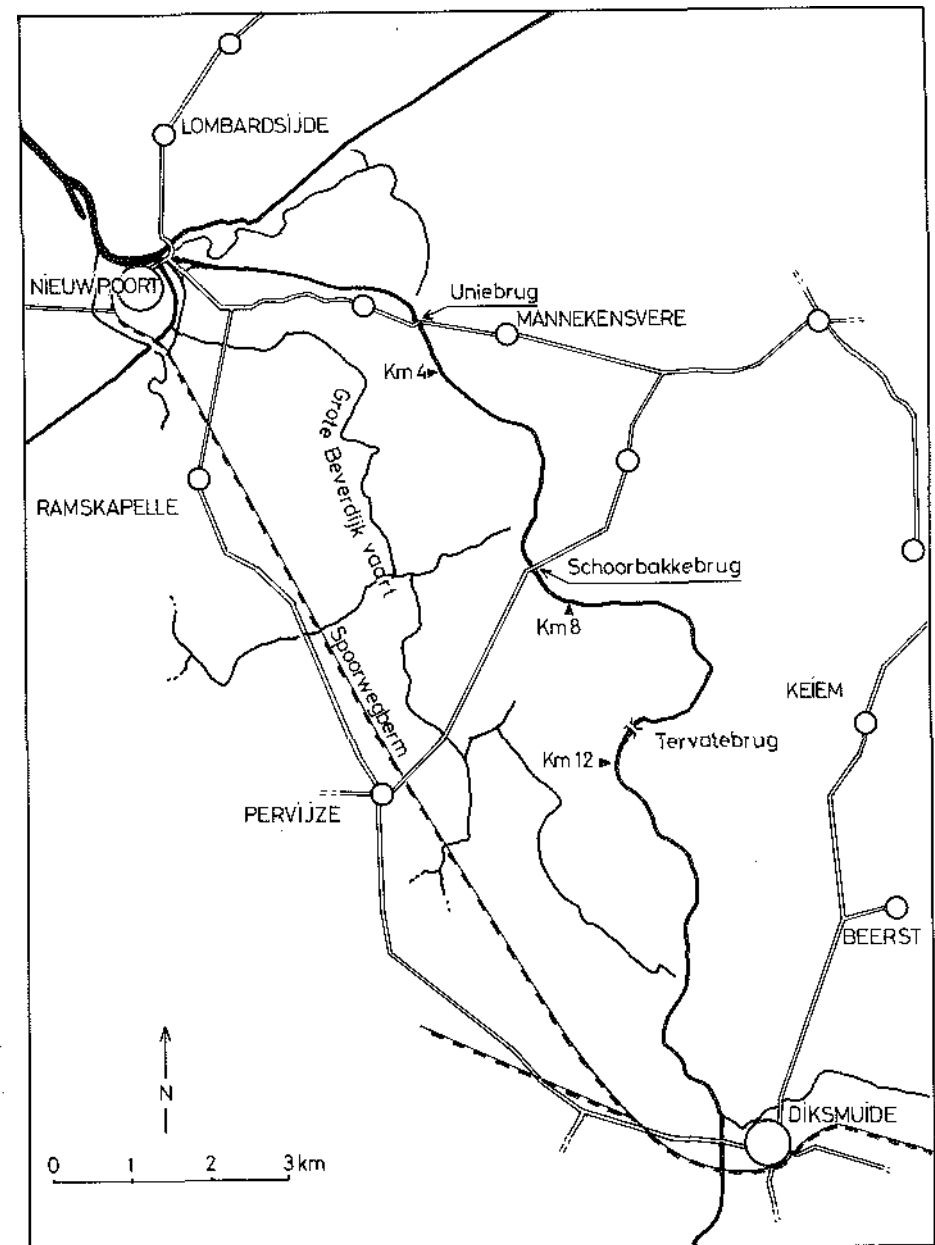 LOMBARDSIJDE
NIEUWPOORT
Uniebrug
MANNEKENSVERE
Km 4
Grote Beverdijk vaart
RAMSKAPELLE
Schoorbakkebrug
Km 8
Spoorwegberm
KEIEM
Tervatebrug
Km 12
PERVIJZE
BEERST
N
DIKSMUIDE
0 1 2 3 km